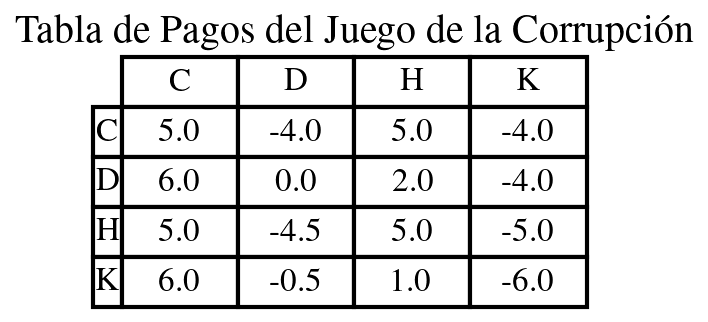 Tabla de Pagos del Juego de la Corrupción
C D H K
C 5.0 -4.0 5.0 -4.0
D 6.0 0.0 2.0 -4.0
H 5.0 -4.5 5.0 -5.0
K 6.0 -0.5 1.0 -6.0